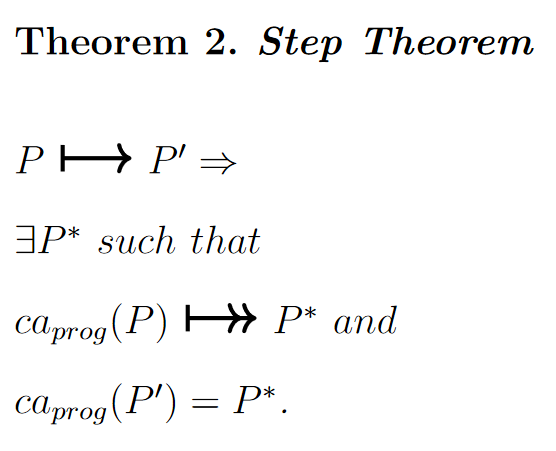 Theorem 2. Step Theorem
P ⟼ P′ ⇒
∃P* such that
ca_prog(P) ⤅ P* and
ca_prog(P′) = P*.